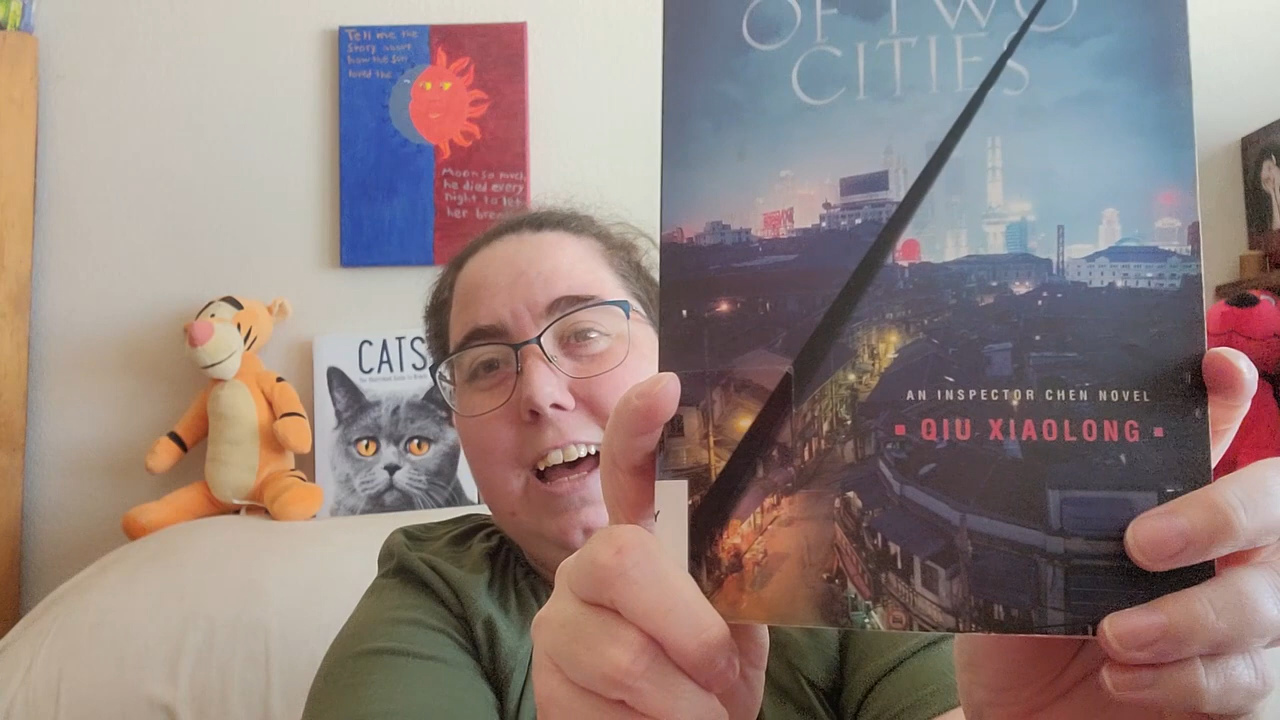 Tell me the
Story about
how the Sun
loved the
Moon so much
he died every
night to let
her brea
CATS
OF TWO
CITIES
AN INSPECTOR CHEN NOVEL
QIU XIAOLONG